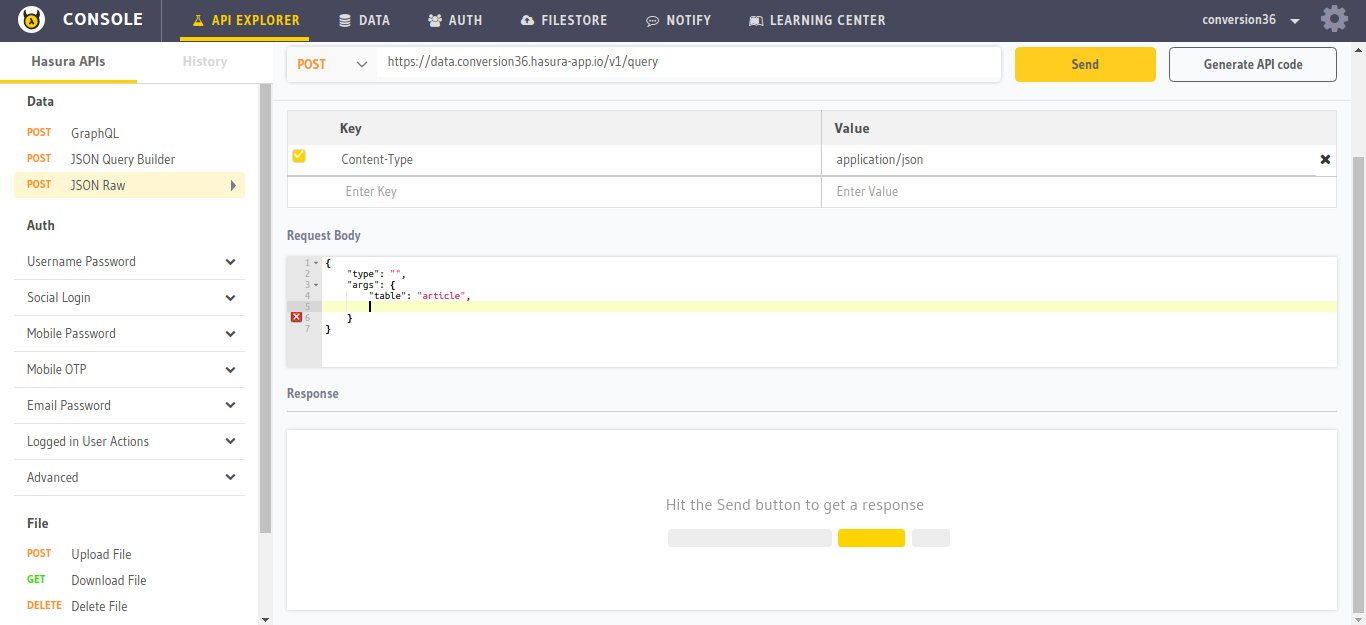 CONSOLE
API EXPLORER
DATA
AUTH
FILESTORE
NOTIFY
LEARNING CENTER
conversion36
Hasura APIs
History
Data
POST GraphQL
POST JSON Query Builder
POST JSON Raw
Auth
Username Password
Social Login
Mobile Password
Mobile OTP
Email Password
Logged in User Actions
Advanced
File
POST Upload File
GET Download File
DELETE Delete File
POST
https://data.conversion36.hasura-app.io/v1/query
Send
Generate API code
Key Value
Content-Type application/json
Enter Key Enter Value
Request Body
1 {
2 "type": "",
3 "args": {
4 "table": "article",
5
6 }
7 }
Response
Hit the Send button to get a response